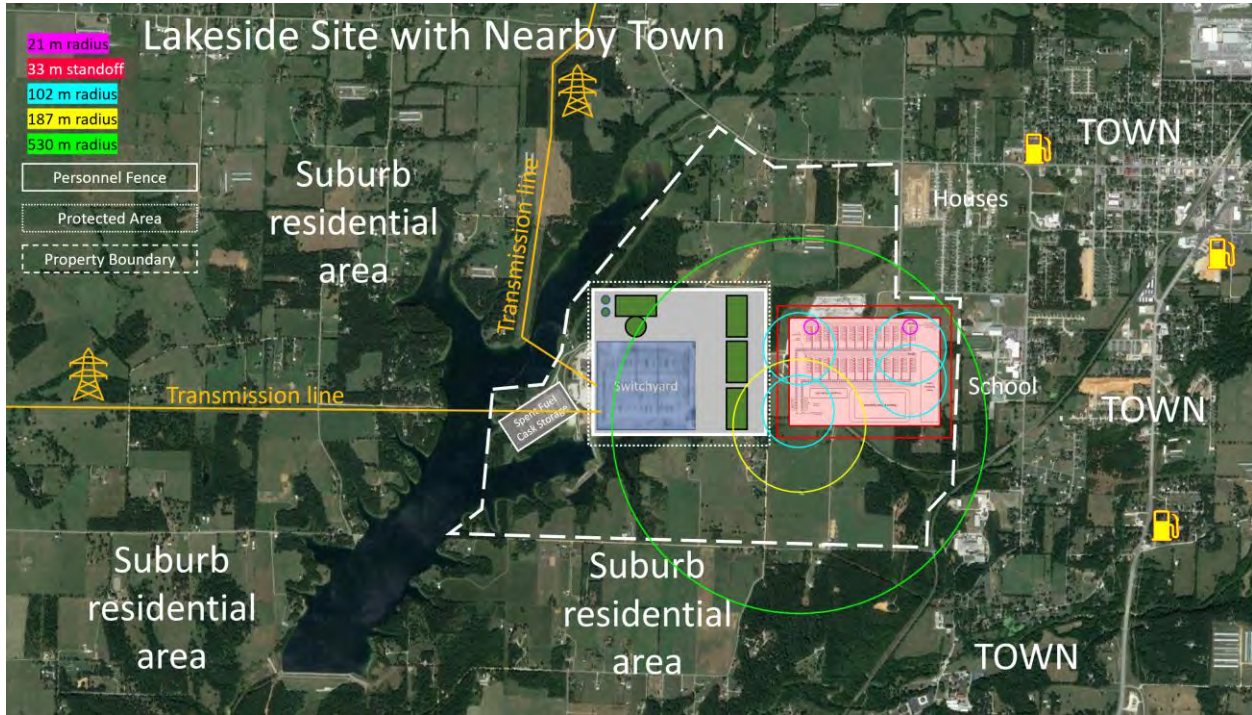 Lakeside Site with Nearby Town
21 m radius
33 m standoff
102 m radius
187 m radius
530 m radius
Personnel Fence
Protected Area
Property Boundary
Suburb
residential
area
Transmission line
Transmission line
TOWN
Houses
Switchyard
Spent Fuel
Cask Storage
School
TOWN
Suburb
residential
area
Suburb
residential
area
TOWN